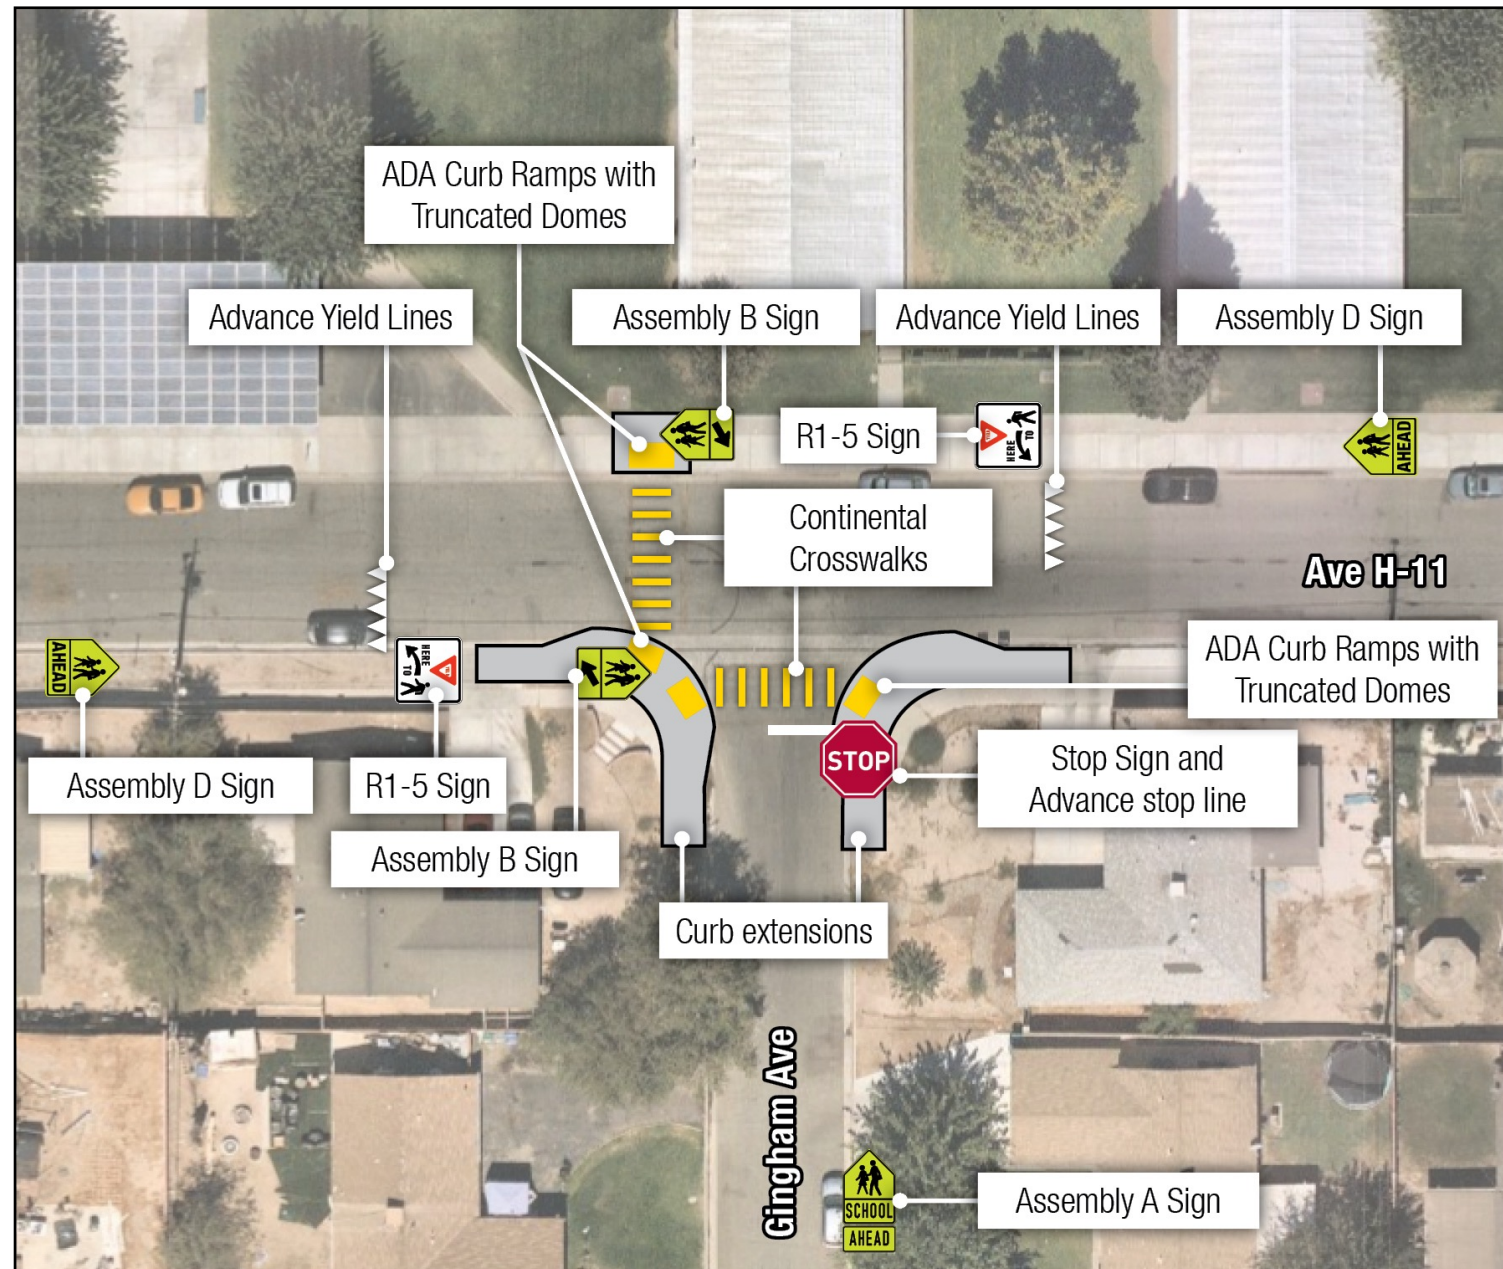 ADA Curb Ramps with
Truncated Domes
Advance Yield Lines
Assembly B Sign
Advance Yield Lines
Assembly D Sign
R1-5 Sign
HERE
TO
AHEAD
Continental
Crosswalks
Ave H-11
AHEAD
HERE
TO
ADA Curb Ramps with
Truncated Domes
STOP
Stop Sign and
Advance stop line
Assembly D Sign
R1-5 Sign
Assembly B Sign
Curb extensions
Gingham Ave
SCHOOL
AHEAD
Assembly A Sign